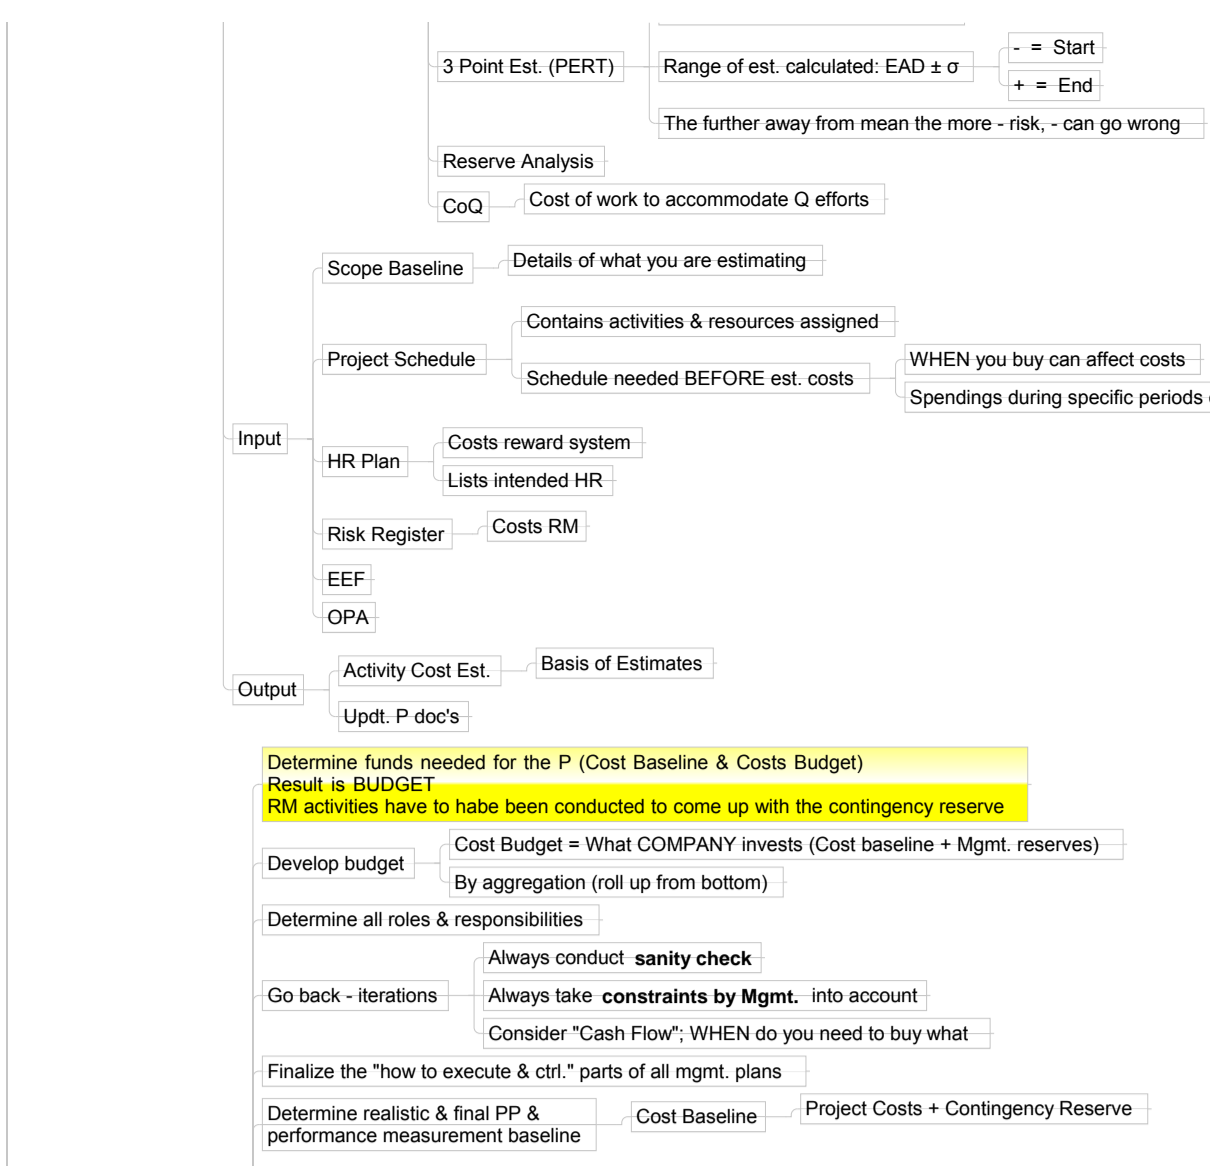 3 Point Est. (PERT)
Range of est. calculated: EAD ± σ
- = Start
+ = End
The further away from mean the more - risk, - can go wrong
Reserve Analysis
CoQ
Cost of work to accommodate Q efforts
Input
Scope Baseline
Details of what you are estimating
Project Schedule
Contains activities & resources assigned
Schedule needed BEFORE est. costs
WHEN you buy can affect costs
Spendings during specific periods
HR Plan
Costs reward system
Lists intended HR
Risk Register
Costs RM
EEF
OPA
Output
Activity Cost Est.
Basis of Estimates
Updt. P doc's
Determine funds needed for the P (Cost Baseline & Costs Budget)
Result is BUDGET
RM activities have to habe been conducted to come up with the contingency reserve
Develop budget
Cost Budget = What COMPANY invests (Cost baseline + Mgmt. reserves)
By aggregation (roll up from bottom)
Determine all roles & responsibilities
Go back - iterations
Always conduct sanity check
Always take constraints by Mgmt. into account
Consider "Cash Flow"; WHEN do you need to buy what
Finalize the "how to execute & ctrl." parts of all mgmt. plans
Determine realistic & final PP &
performance measurement baseline
Cost Baseline
Project Costs + Contingency Reserve